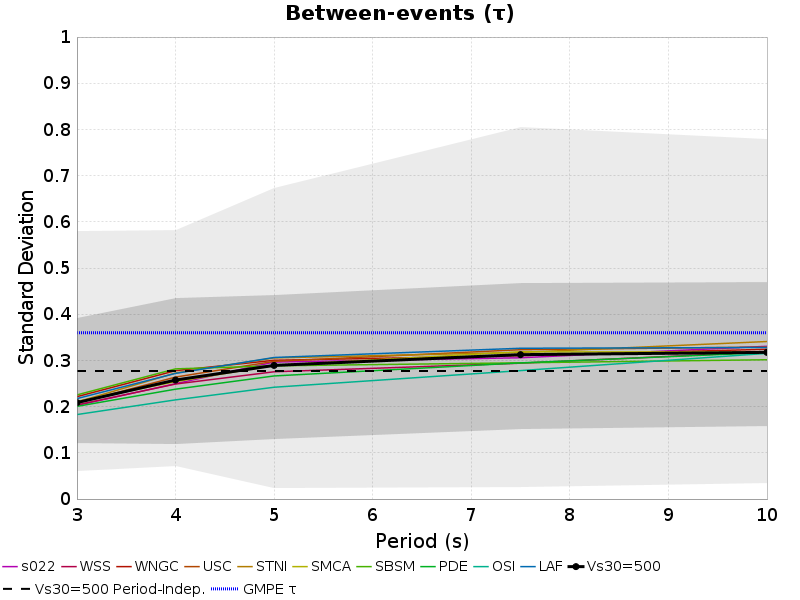 Between-events (τ)
Standard Deviation
1
0.9
0.8
0.7
0.6
0.5
0.4
0.3
0.2
0.1
0
3 4 5 6 7 8 9 10
Period (s)
s022 WSS WNGC USC STNI SMCA SBSM PDE OSI LAF Vs30=500
Vs30=500 Period-Indep. GMPE τ